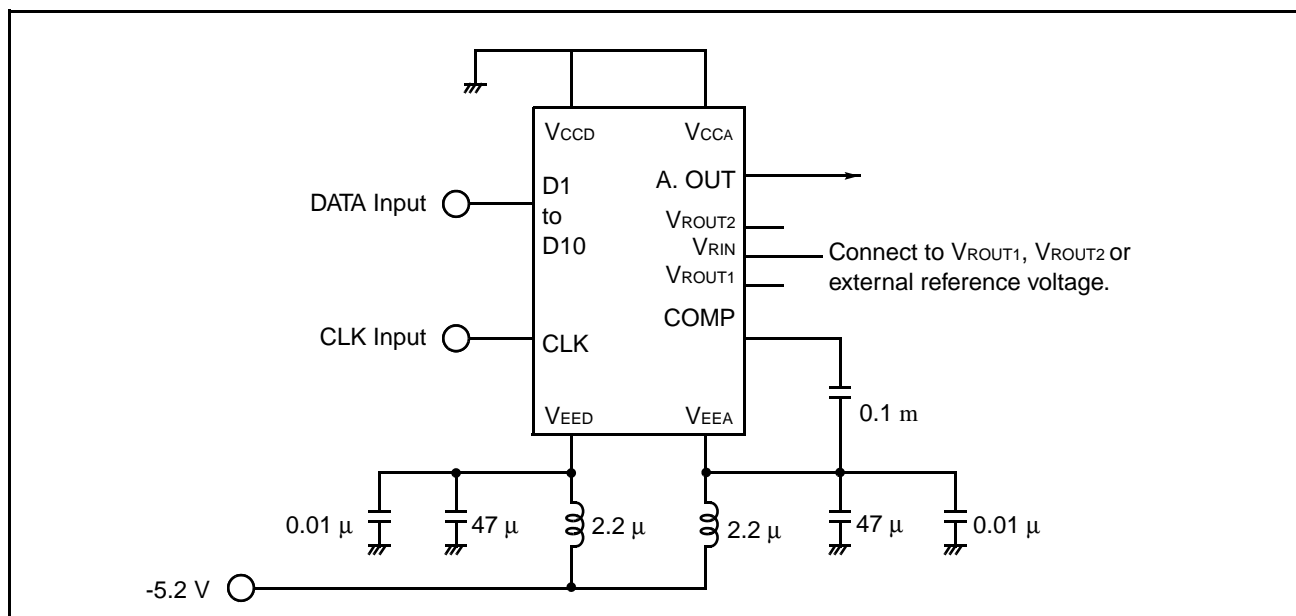 VCCD
VCCA
A. OUT
DATA Input
D1
to
D10
VROUT2
VRIN
VROUT1
Connect to VROUT1, VROUT2 or
external reference voltage.
COMP
CLK Input
CLK
0.1 m
VEED
VEEA
0.01 μ
47 μ
2.2 μ
2.2 μ
47 μ
0.01 μ
-5.2 V